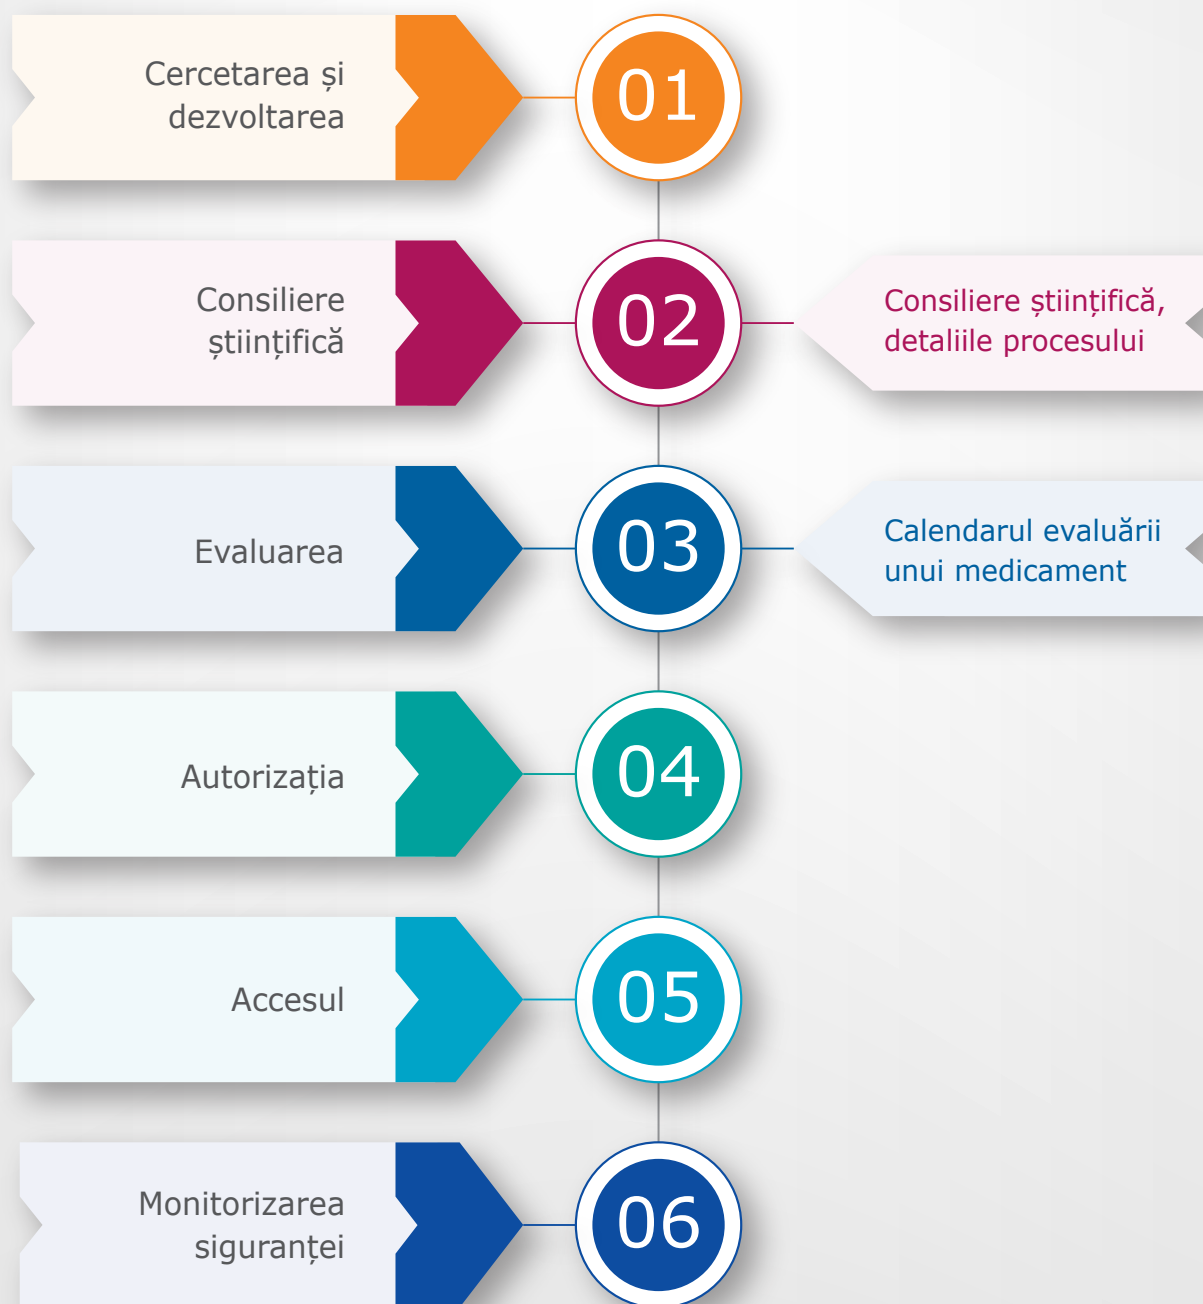 Cercetarea și
dezvoltarea
01
Consiliere
științifică
02
Consiliere științifică,
detaliile procesului
Evaluarea
03
Calendarul evaluării
unui medicament
Autorizația
04
Accesul
05
Monitorizarea
siguranței
06